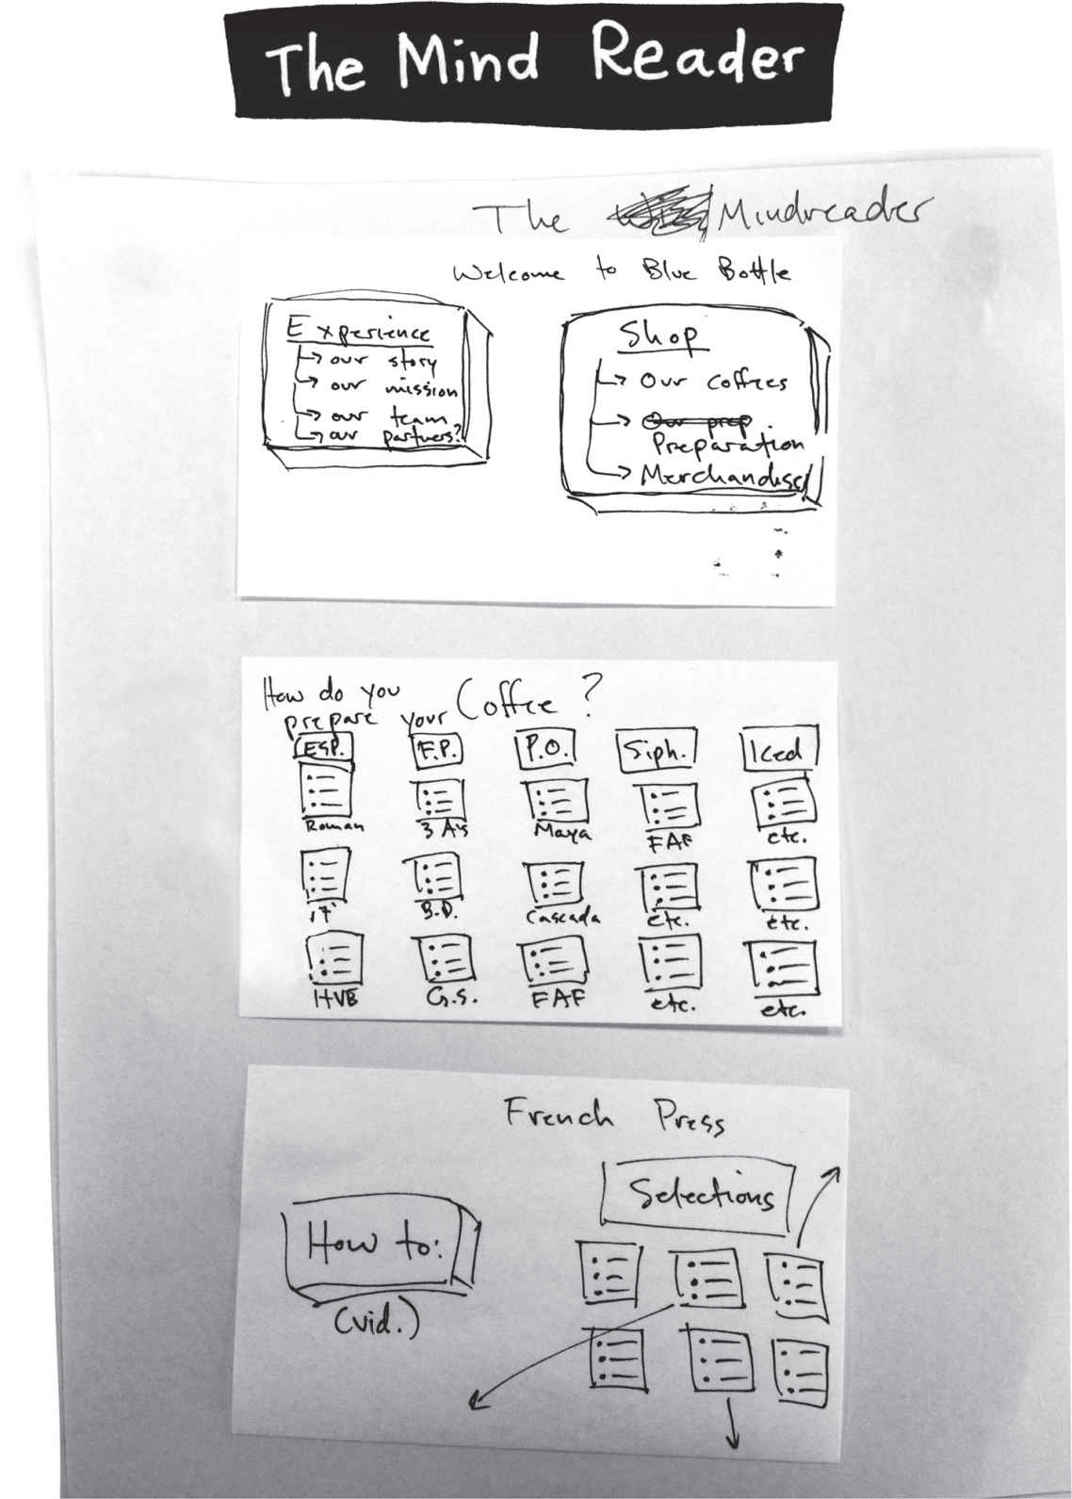 The Mind Reader
The Mindreader
Welcome to Blue Bottle
Experience
our story
our mission
our team
our partners?
Shop
Our coffees
Our prep.
Preparation
Merchandise
How do you
prepare your Coffee?
ESP. F.P. P.O. Siph. Iced
Roman 3 A's Maya FAF etc.
17' B.D. Cascada etc. etc.
HVB G.S. FAF etc. etc.
French Press
Selections
How to:
(vid.)